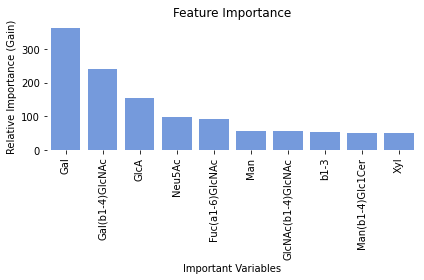 Feature Importance
Relative Importance (Gain)
300
200
100
0
Gal
Gal(b1-4)GlcNAc
GlcA
Neu5Ac
Fuc(a1-6)GlcNAc
Man
GlcNAc(b1-4)GlcNAc
b1-3
Man(b1-4)Glc1Cer
Xyl
Important Variables